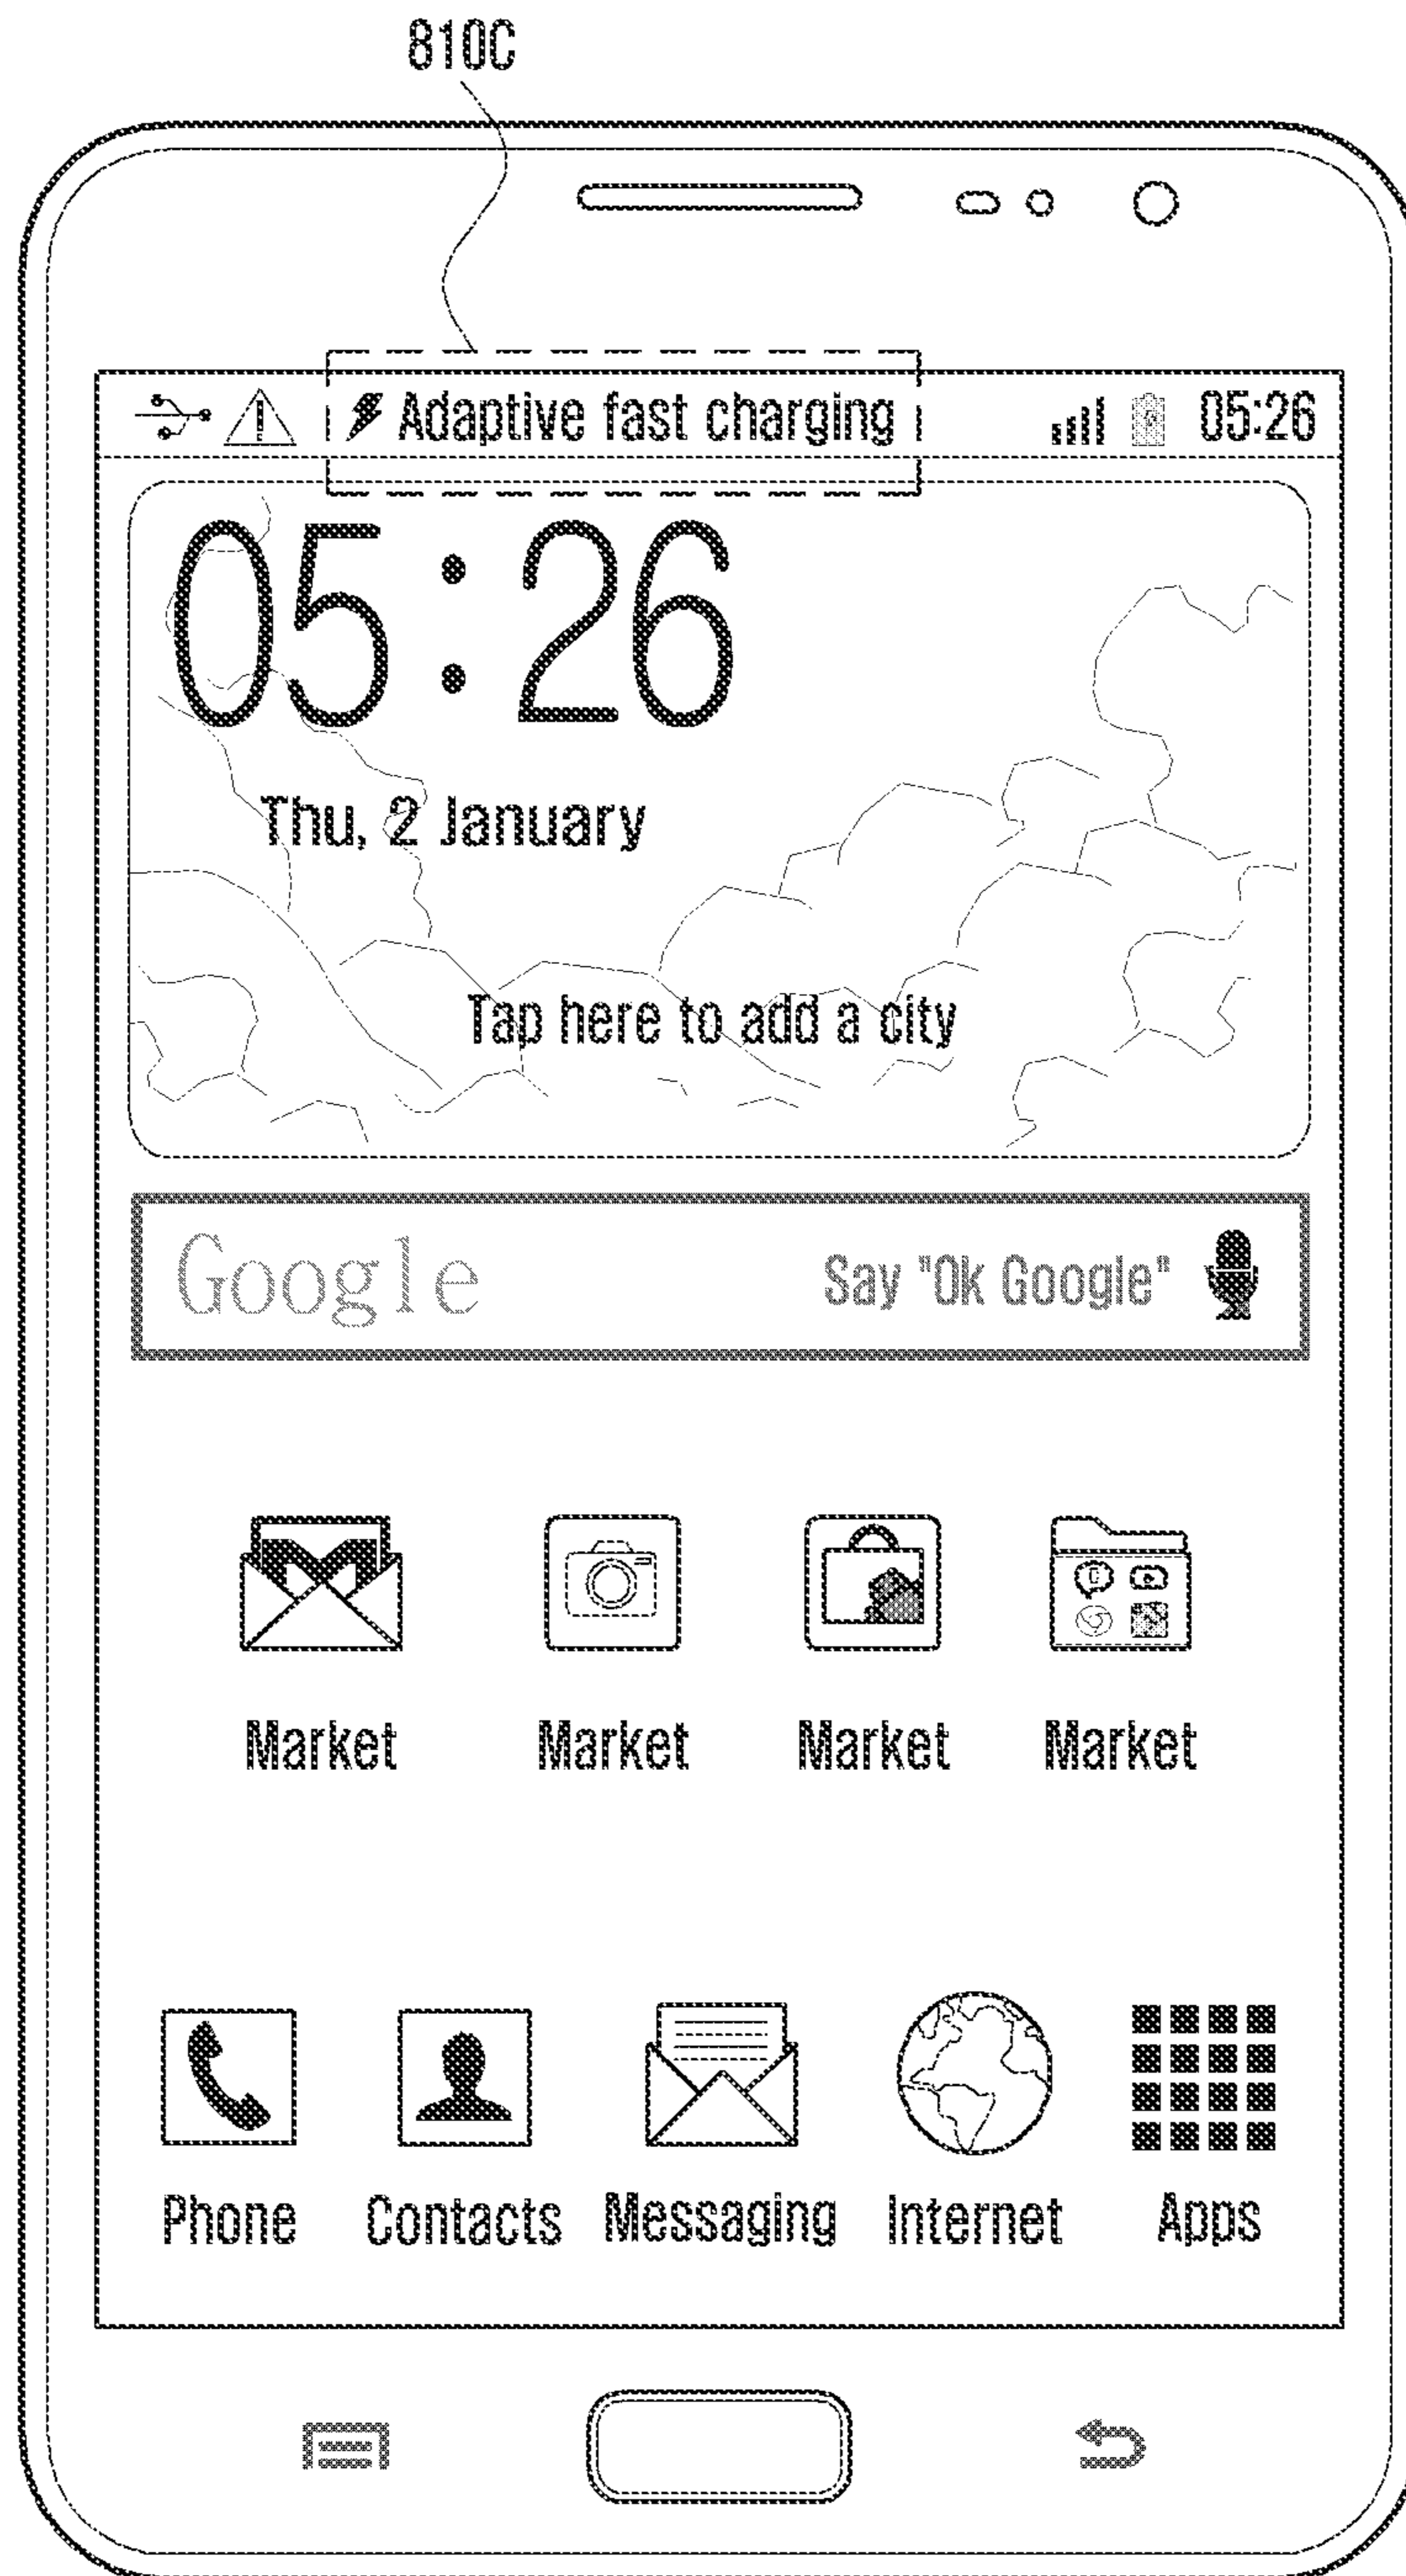 810C
Adaptive fast charging 05:26
05:26
Thu, 2 January
Tap here to add a city
Google Say "Ok Google"
Market Market Market Market
Phone Contacts Messaging Internet Apps